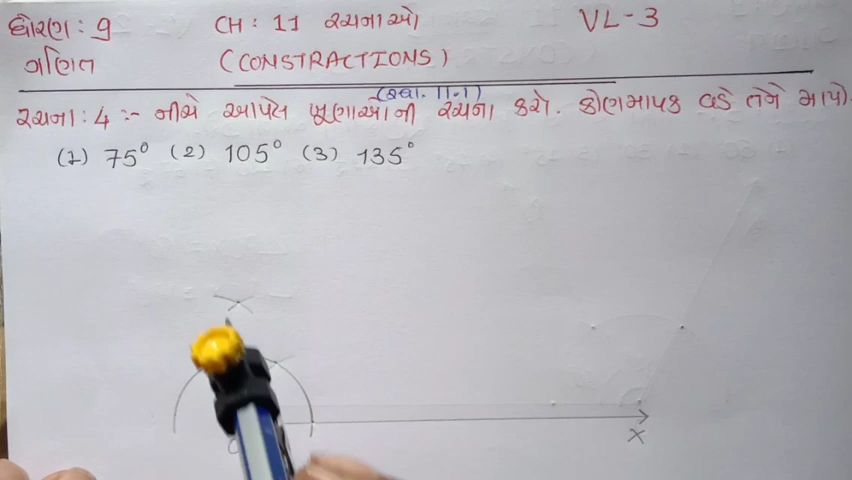 ધોરણ : 9 CH : 11 રચનાઓ VL - 3
ગણિત (CONSTRACTIONS)
(સ્વા. 11.1)
રચના : 4 :- નીચે આપેલ ખૂણાઓની રચના કરો. કોણમાપક વડે તેને માપો.
(1) 75° (2) 105° (3) 135°
X